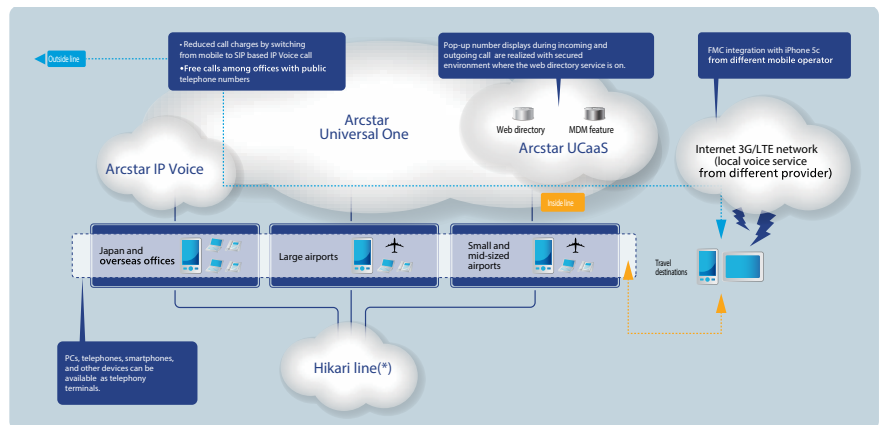 Outside line
• Reduced call charges by switching
from mobile to SIP based IP Voice call
•Free calls among offices with public
telephone numbers
Pop-up number displays during incoming and
outgoing call are realized with secured
environment where the web directory service is on.
FMC integration with iPhone 5c
from different mobile operator
Arcstar
Universal One
Web directory
MDM feature
Arcstar UCaaS
Arcstar IP Voice
Internet 3G/LTE network
(local voice service
from different provider)
Inside line
Japan and
overseas offices
Large airports
Small and
mid-sized
airports
Travel
destinations
PCs, telephones, smartphones,
and other devices can be
available as telephony
terminals.
Hikari line(*)